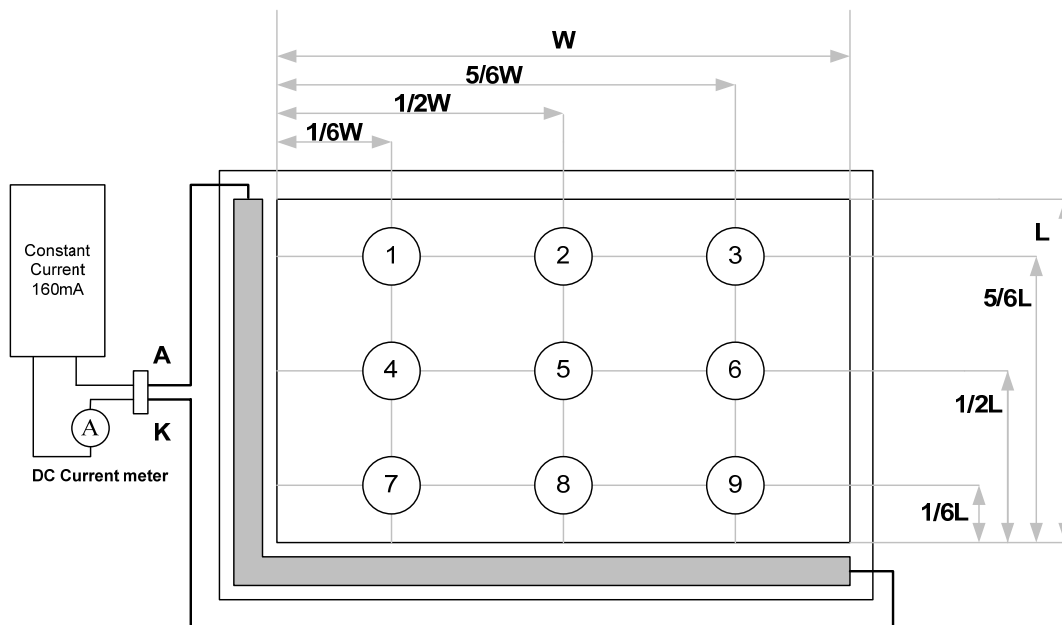 W
5/6W
1/2W
1/6W
L
Constant
Current
160mA
1
2
3
5/6L
A
4
5
6
1/2L
A
K
DC Current meter
7
8
9
1/6L